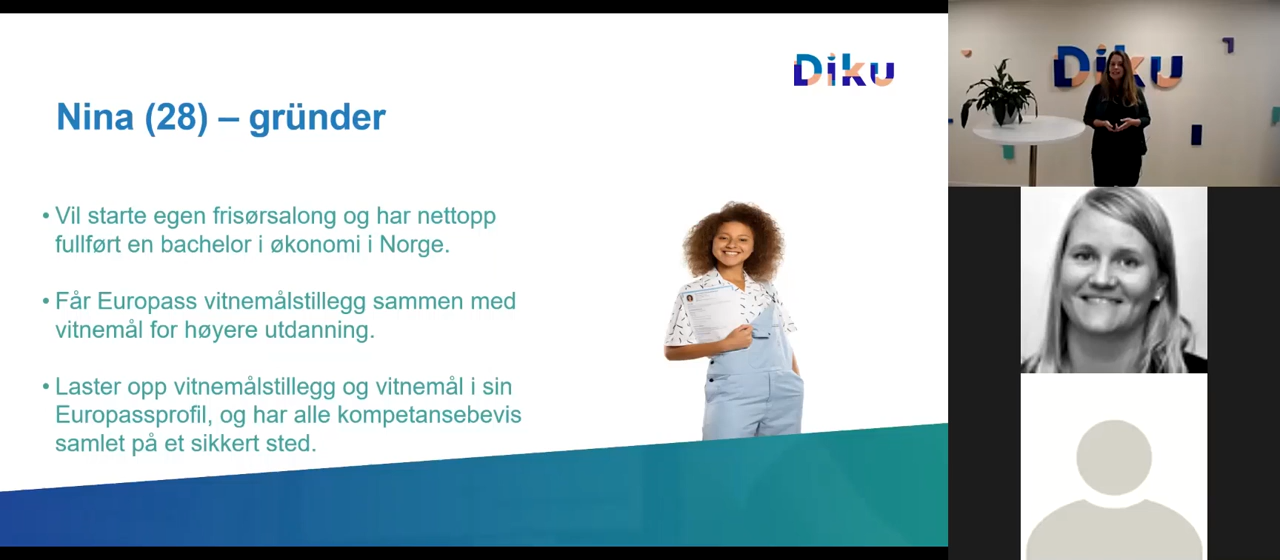 Diku
Nina (28) – gründer
• Vil starte egen frisørsalong og har nettopp
fullført en bachelor i økonomi i Norge.
• Får Europass vitnemålstillegg sammen med
vitnemål for høyere utdanning.
• Laster opp vitnemålstillegg og vitnemål i sin
Europassprofil, og har alle kompetansebevis
samlet på et sikkert sted.
Diku